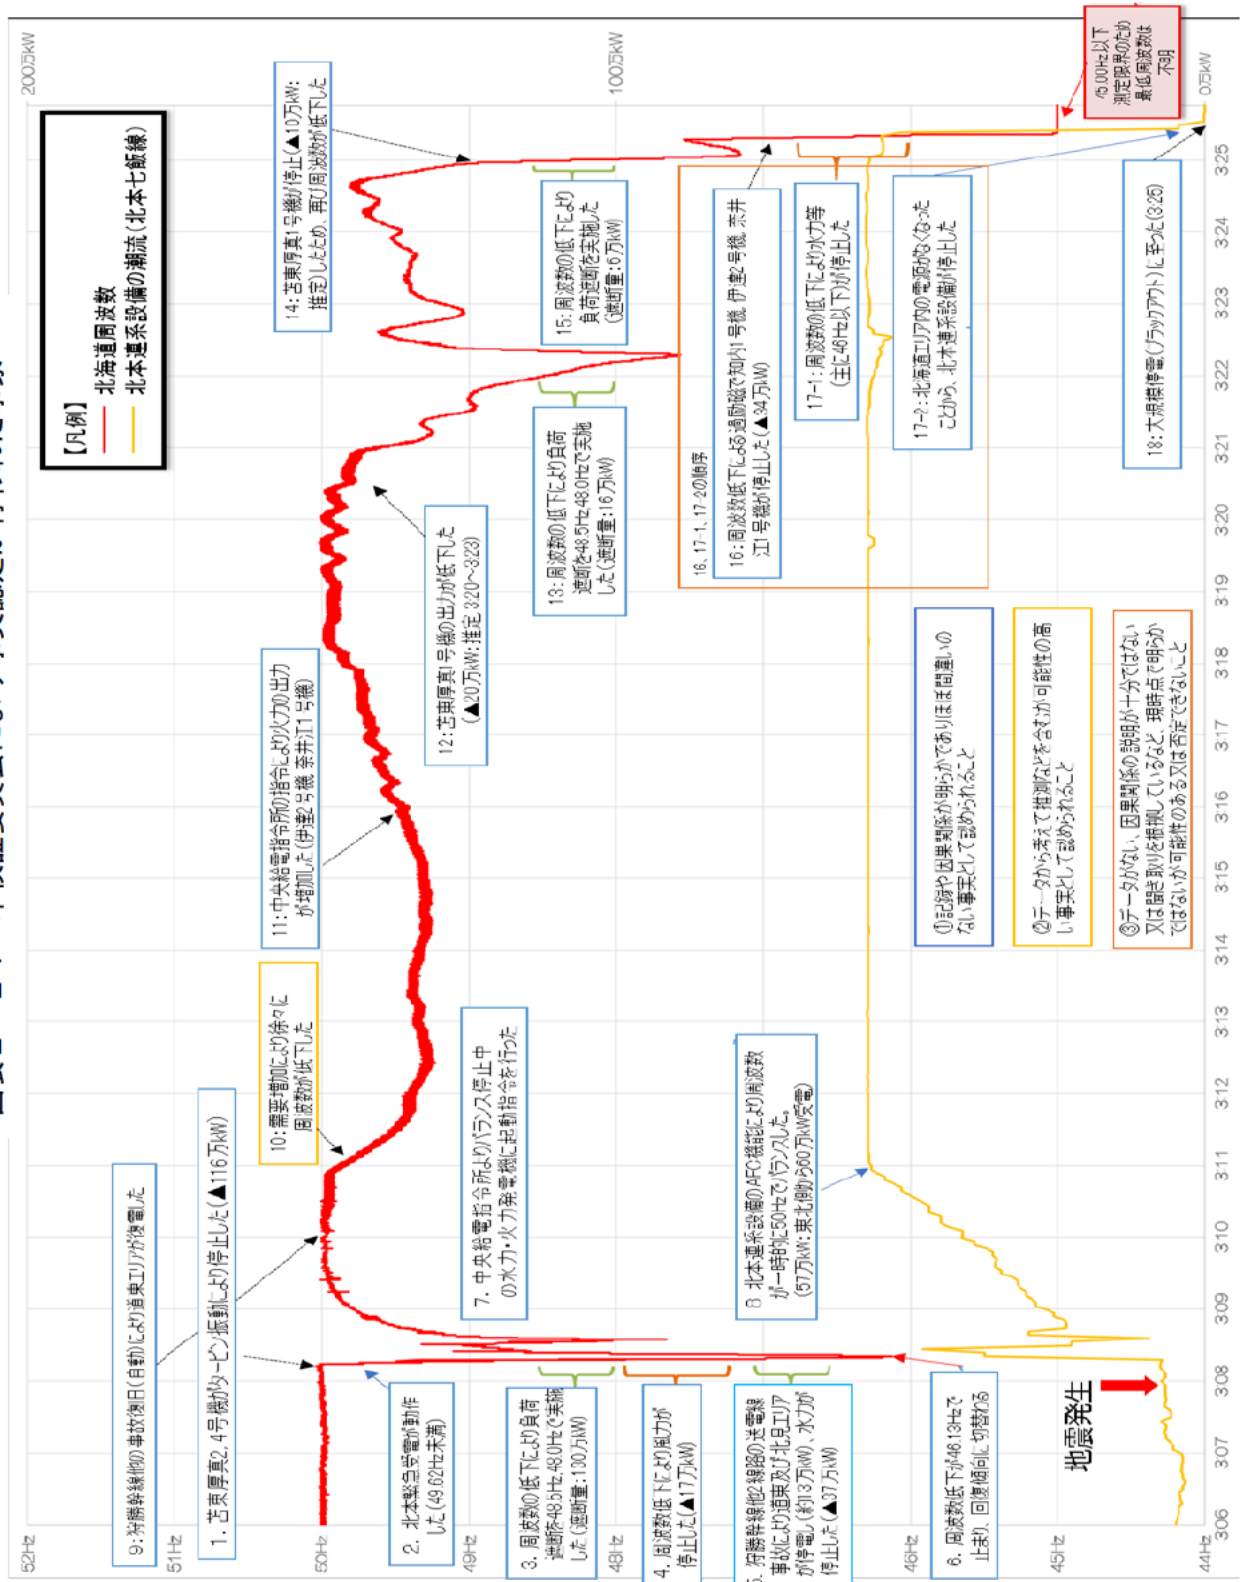 【凡例】
北海道周波数
北本連系設備の潮流(北本七飯線)
52Hz
51Hz
50Hz
49Hz
48Hz
46Hz
45Hz
44Hz
200万kW
100万kW
0万kW
306
307
308
309
310
311
312
313
314
315
316
317
318
319
320
321
322
323
324
325
地震発生
1. 苫東厚真2,4号機がタービン振動により停止した(▲116万kW)
2. 北本緊急受電が動作
した(49.62Hz未満)
3. 周波数の低下により負荷
遮断を48.5Hz,48.0Hzで実施
した(遮断量:130万kW)
4. 周波数低下により風力が
停止した(▲17万kW)
狩勝幹線他2線路の送電線
事故により道東及び北見エリア
が停電し(約13万kW)、水力が
停止した(▲37万kW)
6. 周波数低下が46.13Hzで
止まり、回復傾向に切替わる
7. 中央給電指令所よりバランス停止中
の水力・火力発電機に起動指令を行った
8. 北本連系設備のAFC機能により周波数
が一時的に50Hzでバランスした。
(57万kW:東北側から60万kW受電)
9:狩勝幹線他の事故復旧(自動)により道東エリアが復電した
10:需要増加により徐々に
周波数が低下した
11:中央給電指令所の指令により火力の出力
が増加した(伊達2号機 奈井江1号機)
12:苫東厚真1号機の出力が低下した
(▲20万kW:推定 3:20~3:23)
13:周波数の低下により負荷
遮断を48.5Hz,48.0Hzで実施
した(遮断量:16万kW)
14:苫東厚真1号機が停止(▲10万kW:
推定)したため、再び周波数が低下した
15:周波数の低下により
負荷遮断を実施した
(遮断量:6万kW)
16、17-1、17-2の順序
16:周波数低下による過励磁で知内1号機、伊達2号機、奈井
江1号機が停止した(▲34万kW)
17-1:周波数の低下により水力等
(主に46Hz以下)が停止した
17-2:北海道エリア内の電源がなくなった
ことから、北本連系設備が停止した
18:大規模停電(ブラックアウト)に至った(3:25)
45.00Hz以下
測定限界のため
最低周波数は
不明
①記録や因果関係が明らかでありほぼ間違いの
ない事実として認められること
②データから考えて推測などを含むが可能性の高
い事実として認められること
③データがない、因果関係の説明が十分ではない
又は聞き取りを根拠しているなど、現時点で明らか
ではないが可能性のある又は否定できないこと